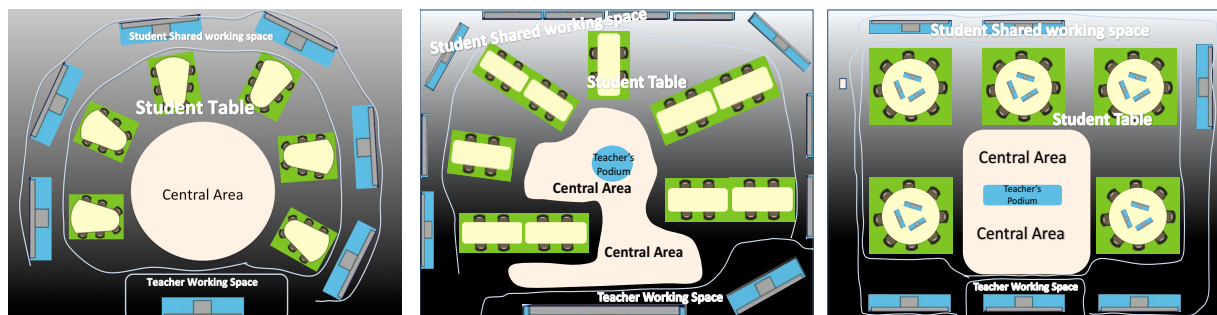 Student Shared working space
Student Table
Central Area
Teacher Working Space
Student Shared working space
Student Table
Teacher's
Podium
Central Area
Central Area
Teacher Working Space
Student Shared working space
Student Table
Central Area
Teacher's
Podium
Central Area
Teacher Working Space